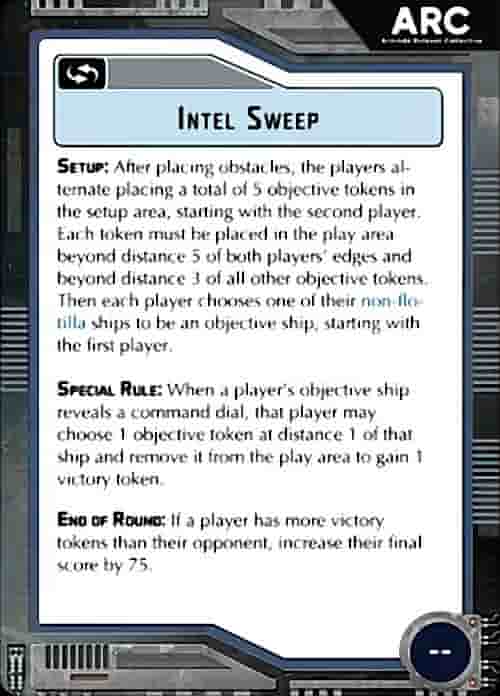 ARC
INTEL SWEEP
SETUP: After placing obstacles, the players al-
ternate placing a total of 5 objective tokens in
the setup area, starting with the second player.
Each token must be placed in the play area
beyond distance 5 of both players' edges and
beyond distance 3 of all other objective tokens.
Then each player chooses one of their non-flo-
tilla ships to be an objective ship, starting with
the first player.
SPECIAL RULE: When a player's objective ship
reveals a command dial, that player may
choose 1 objective token at distance 1 of that
ship and remove it from the play area to gain 1
victory token.
END OF ROUND: If a player has more victory
tokens than their opponent, increase their final
score by 75.
--